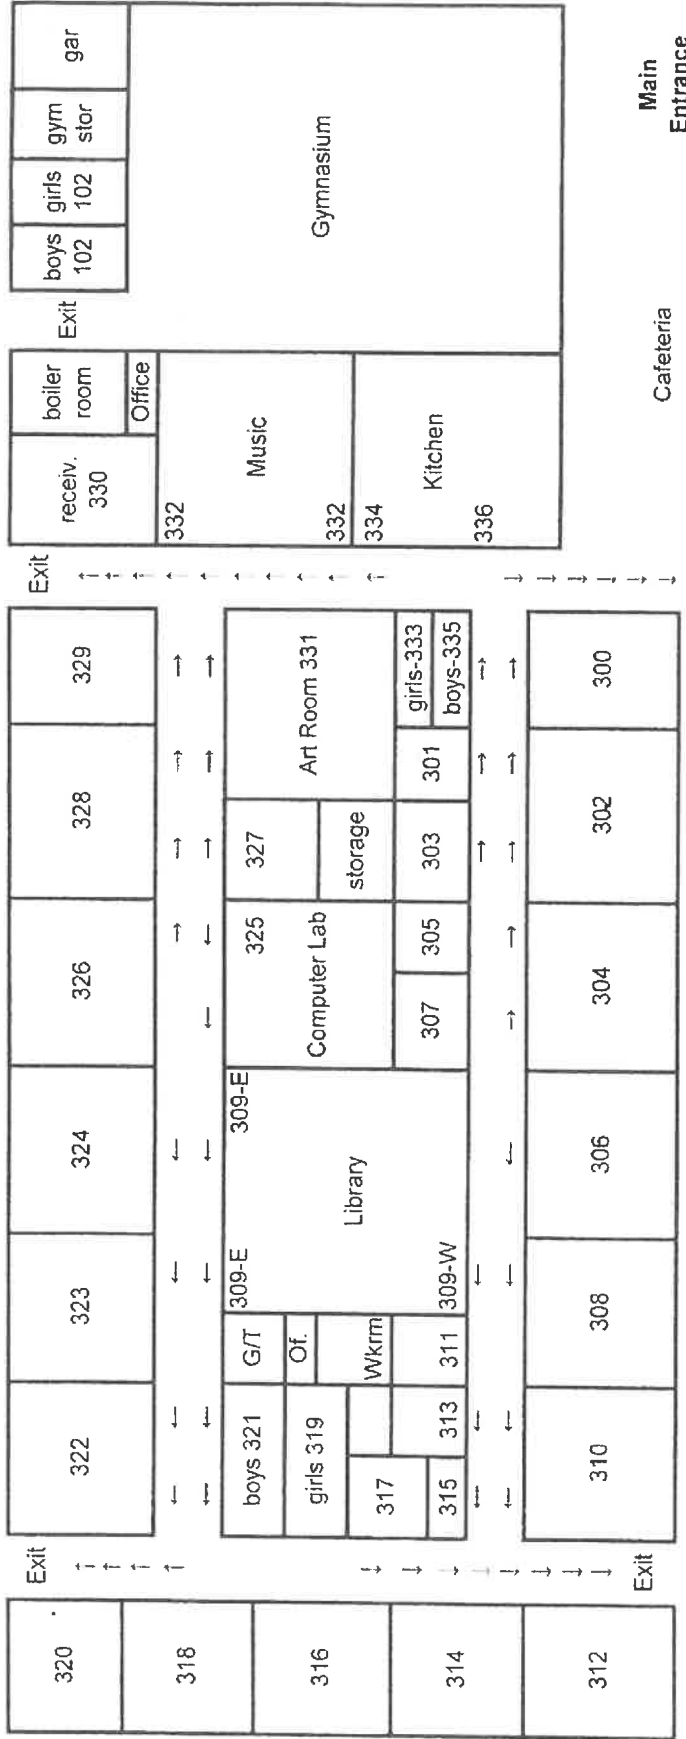 320
318
316
314
312
Exit
Exit
322
323
324
326
328
329
Exit
boys 321
girls 319
317
315
313
G/T
Of.
Wkrm
311
309-E
309-E
Library
309-W
325
Computer Lab
307
305
327
storage
303
301
Art Room 331
girls-333
boys-335
310
308
306
304
302
300
receiv.
330
boiler
room
Office
332
Music
332
334
Kitchen
336
Exit
boys
102
girls
102
gym
stor
gar
Gymnasium
Cafeteria
Main
Entrance